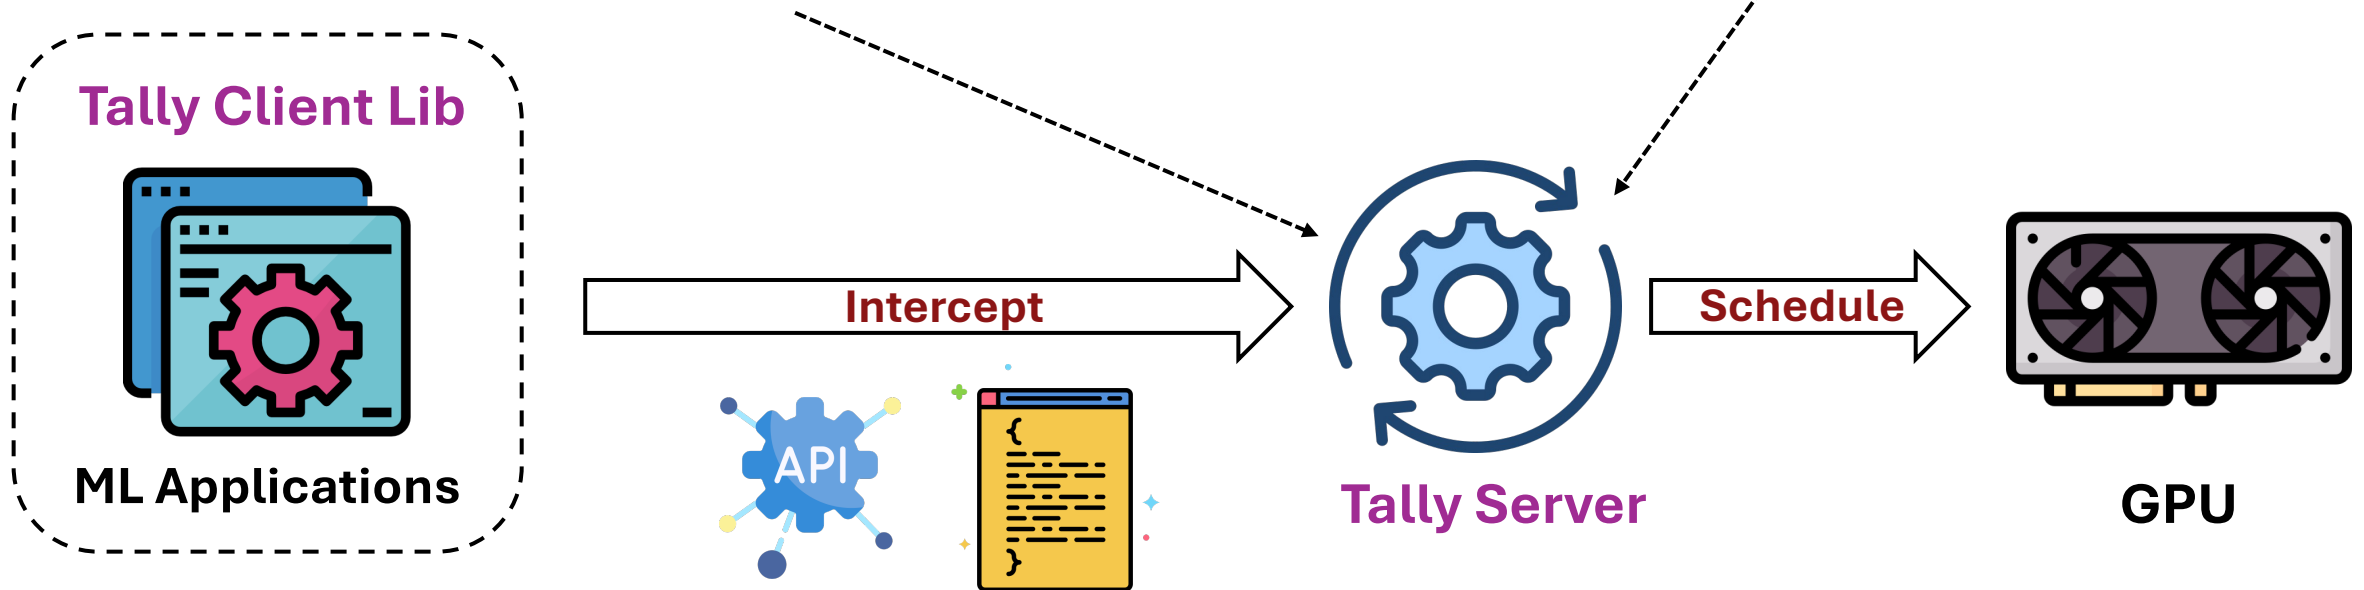 Tally Client Lib
ML Applications
Intercept
API
{
}
Tally Server
Schedule
GPU